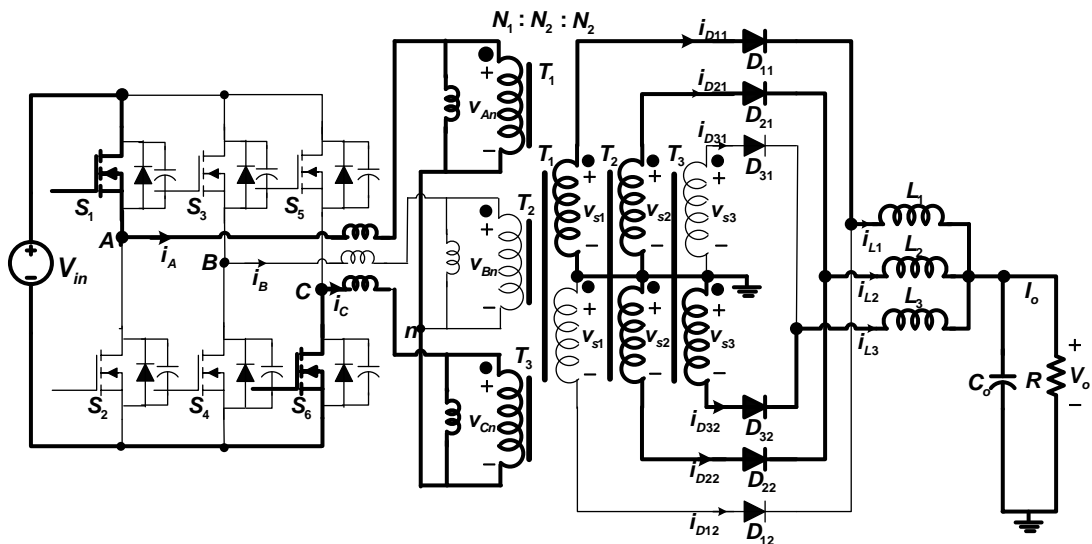 N1 : N2 : N2
iD11
D11
T1
iD21
D21
vAn
iD31
D31
T1
T2
T3
S1
S3
S5
L1
T2
A
iA
vs1
vs2
vs3
iL1
L2
Vin
B
iB
vBn
iL2
Io
C
iC
L3
n
vs1
vs2
vs3
iL3
T3
Co
R
Vo
S2
S4
S6
vCn
iD32
D32
iD22
D22
iD12
D12